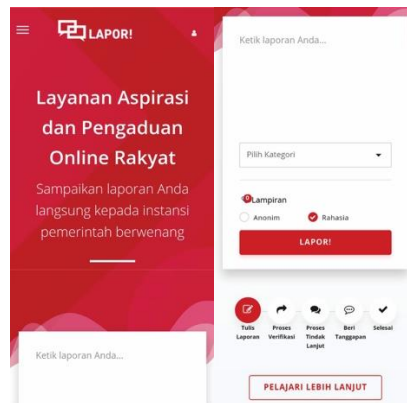 LAPOR!
Layanan Aspirasi
dan Pengaduan
Online Rakyat
Sampaikan laporan Anda
langsung kepada instansi
pemerintah berwenang
Ketik laporan Anda...
Ketik laporan Anda...
Pilih Kategori
0
Lampiran
Anonim
Rahasia
LAPOR!
Tulis Laporan
Proses Verifikasi
Proses Tindak Lanjut
Beri Tanggapan
Selesai
PELAJARI LEBIH LANJUT